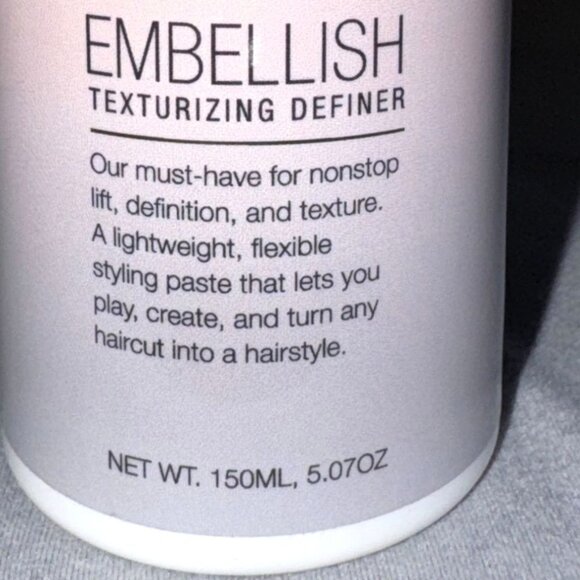 EMBELLISH
TEXTURIZING DEFINER
Our must-have for nonstop
lift, definition, and texture.
A lightweight, flexible
styling paste that lets you
play, create, and turn any
haircut into a hairstyle.
NET WT. 150ML, 5.07OZ